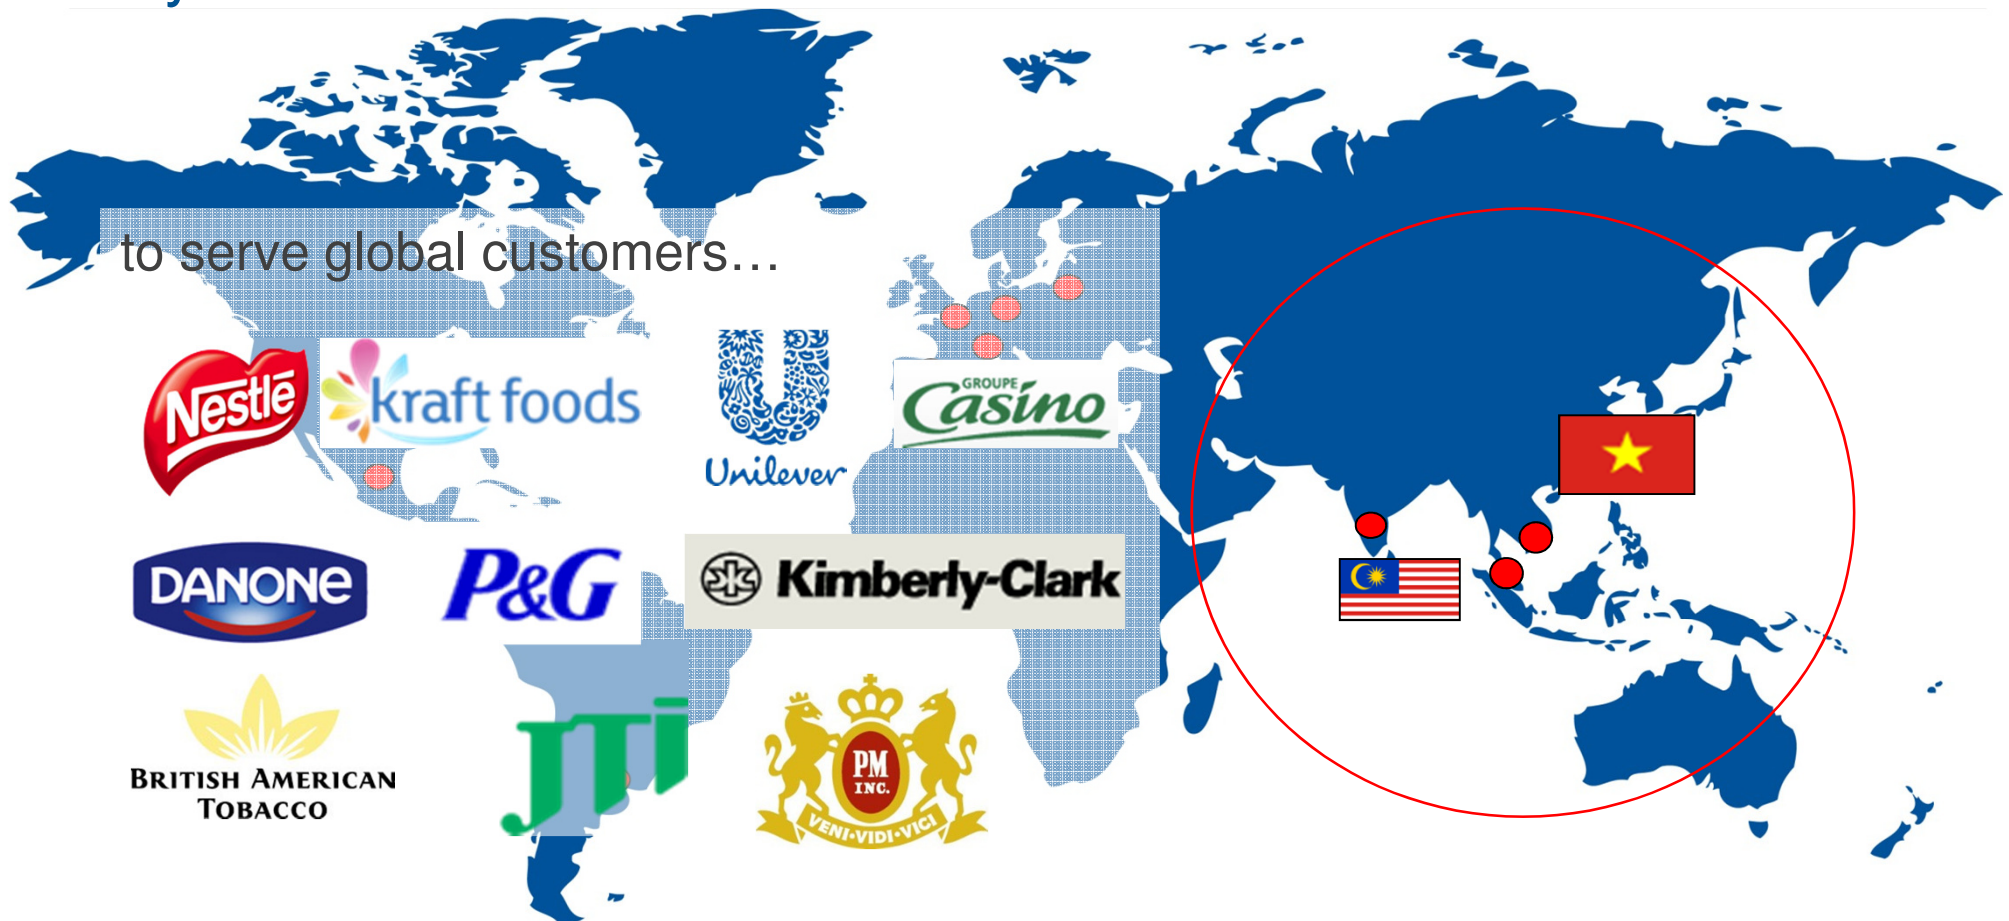 to serve global customers…
Nestlé
kraft foods
Unilever
GROUPE
Casino
DANONE
P&G
Kimberly-Clark
BRITISH AMERICAN
TOBACCO
JTi
PM
INC.
VENI·VIDI·VICI